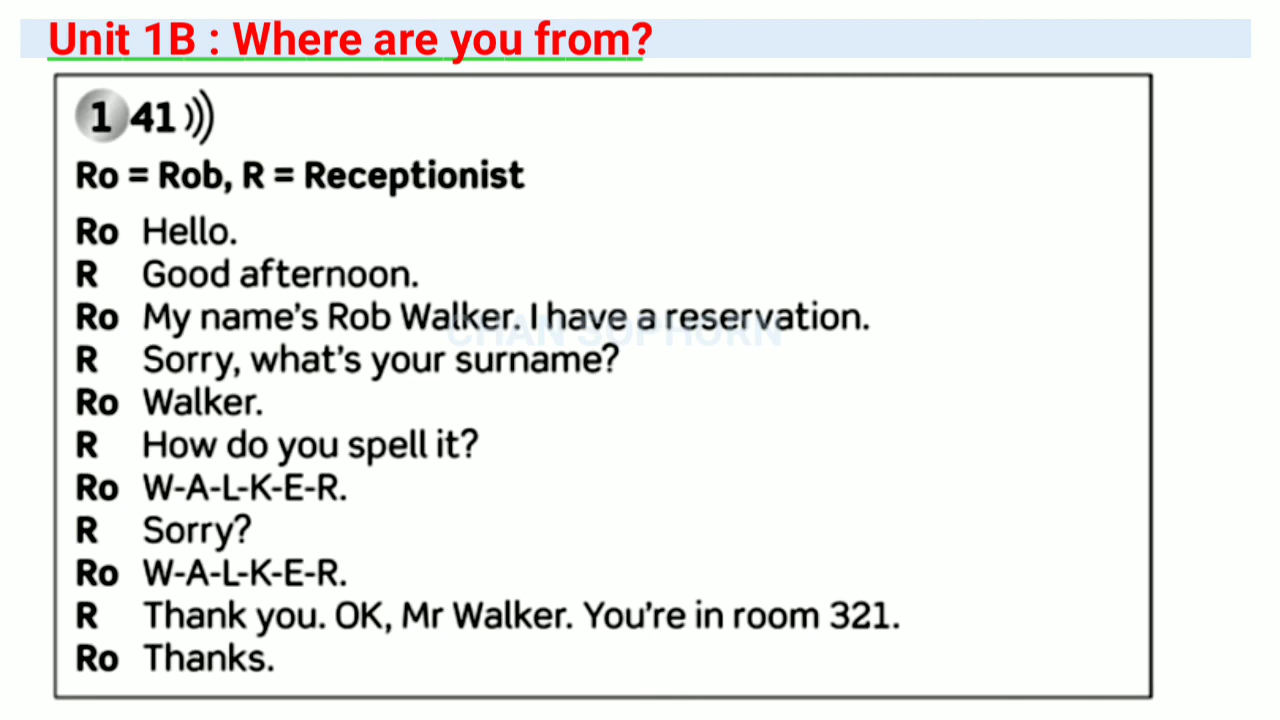 Unit 1B : Where are you from?
1 41
Ro = Rob, R = Receptionist
Ro Hello.
R Good afternoon.
Ro My name's Rob Walker. I have a reservation.
CHAN SOPHORN
R Sorry, what's your surname?
Ro Walker.
R How do you spell it?
Ro W-A-L-K-E-R.
R Sorry?
Ro W-A-L-K-E-R.
R Thank you. OK, Mr Walker. You're in room 321.
Ro Thanks.